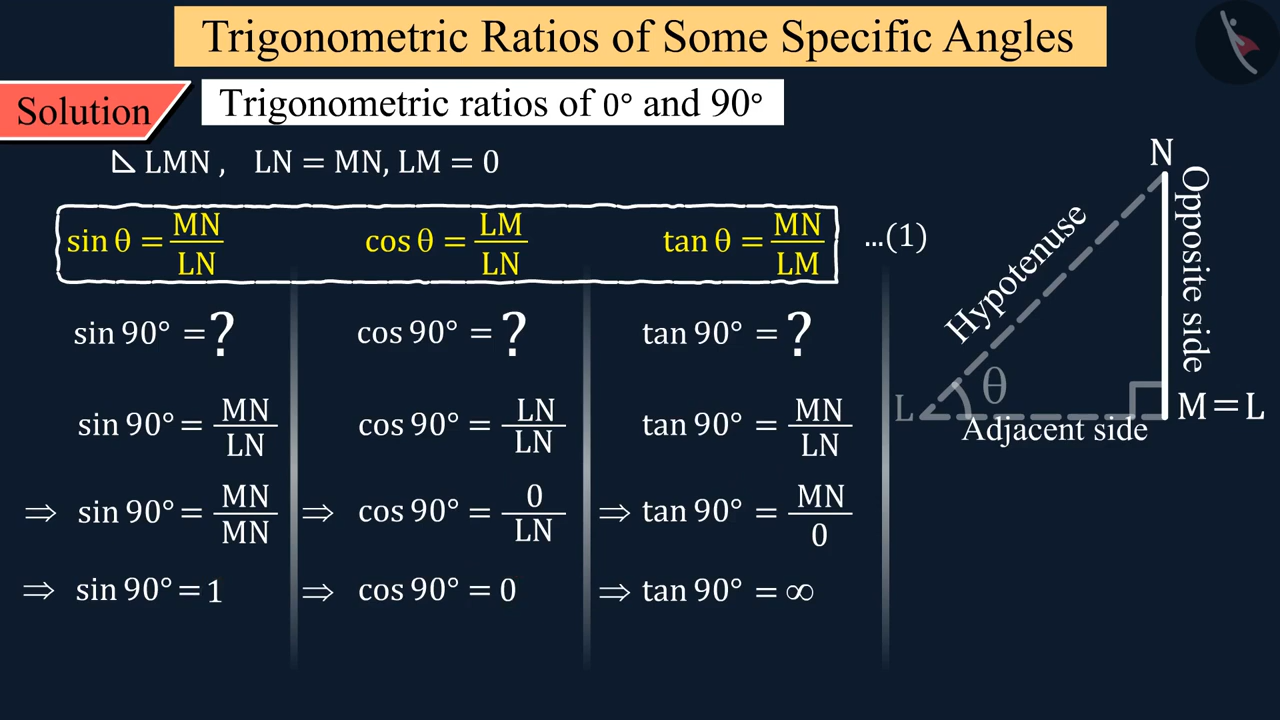 Trigonometric Ratios of Some Specific Angles
Solution
Trigonometric ratios of 0° and 90°
⊿ LMN , LN = MN, LM = 0
sin θ = MN/LN cos θ = LM/LN tan θ = MN/LM ...(1)
sin 90° = ? cos 90° = ? tan 90° = ?
sin 90° = MN/LN cos 90° = LN/LN tan 90° = MN/LN
⇒ sin 90° = MN/MN ⇒ cos 90° = 0/LN ⇒ tan 90° = MN/0
⇒ sin 90° = 1 ⇒ cos 90° = 0 ⇒ tan 90° = ∞
N
Hypotenuse
Opposite side
θ
L
M = L
Adjacent side